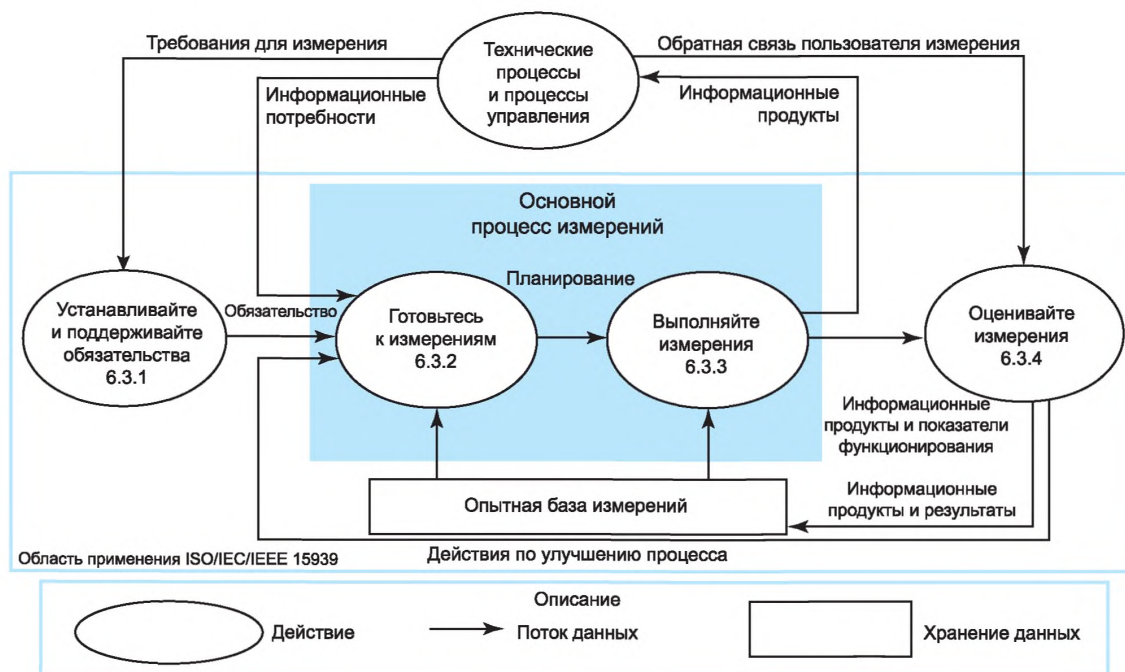 Требования для измерения
Технические
процессы
и процессы
управления
Обратная связь пользователя измерения
Информационные
потребности
Информационные
продукты
Основной
процесс измерений
Устанавливайте
и поддерживайте
обязательства
6.3.1
Обязательство
Готовьтесь
к измерениям
6.3.2
Планирование
Выполняйте
измерения
6.3.3
Оценивайте
измерения
6.3.4
Информационные
продукты и показатели
функционирования
Опытная база измерений
Информационные
продукты и результаты
Область применения ISO/IEC/IEEE 15939
Действия по улучшению процесса
Описание
Действие
Поток данных
Хранение данных